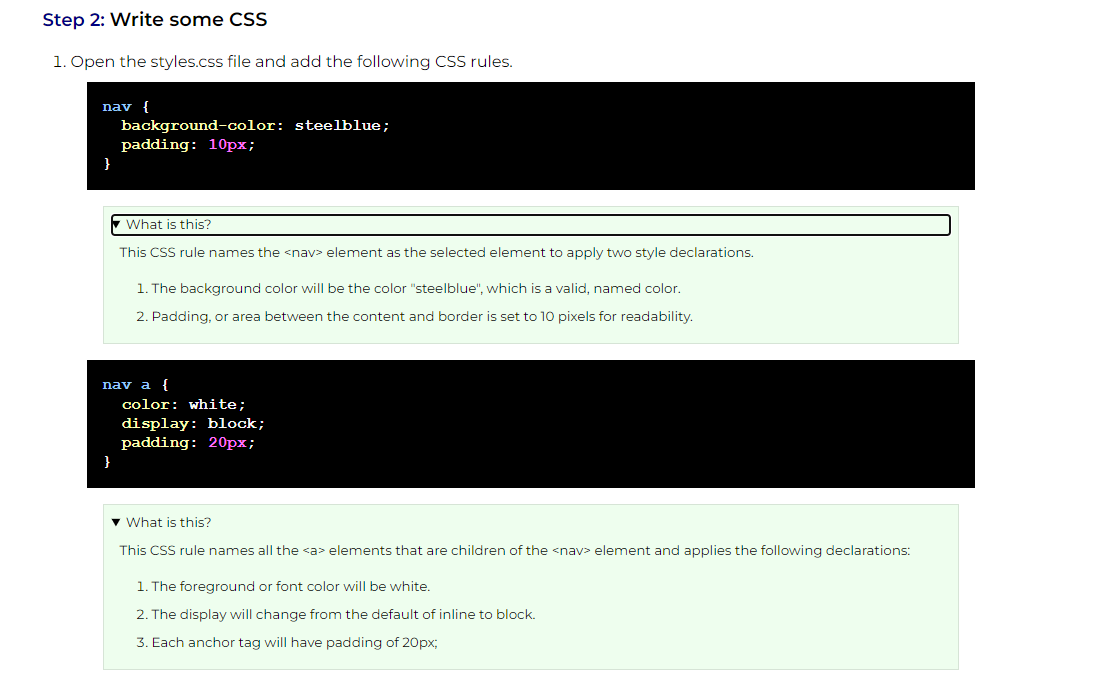 Step 2: Write some CSS
1. Open the styles.css file and add the following CSS rules.
nav {
  background-color: steelblue;
  padding: 10px;
}
▼ What is this?
This CSS rule names the <nav> element as the selected element to apply two style declarations.
1. The background color will be the color "steelblue", which is a valid, named color.
2. Padding, or area between the content and border is set to 10 pixels for readability.
nav a {
  color: white;
  display: block;
  padding: 20px;
}
▼ What is this?
This CSS rule names all the <a> elements that are children of the <nav> element and applies the following declarations:
1. The foreground or font color will be white.
2. The display will change from the default of inline to block.
3. Each anchor tag will have padding of 20px;